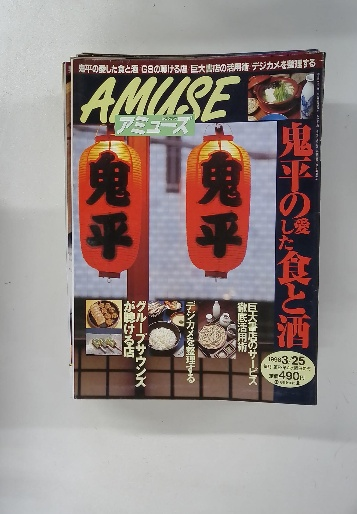 鬼平の愛した食と酒 GSの聴ける店 巨大書店の活用術 デジカメを整理する
AMUSE
アミューズ
鬼平
鬼平
鬼平の愛した食と酒
巨大書店のサービス
徹底活用術
デジカメを整理する
グループサウンズ
が聴ける店
1998 3/25
定価490円